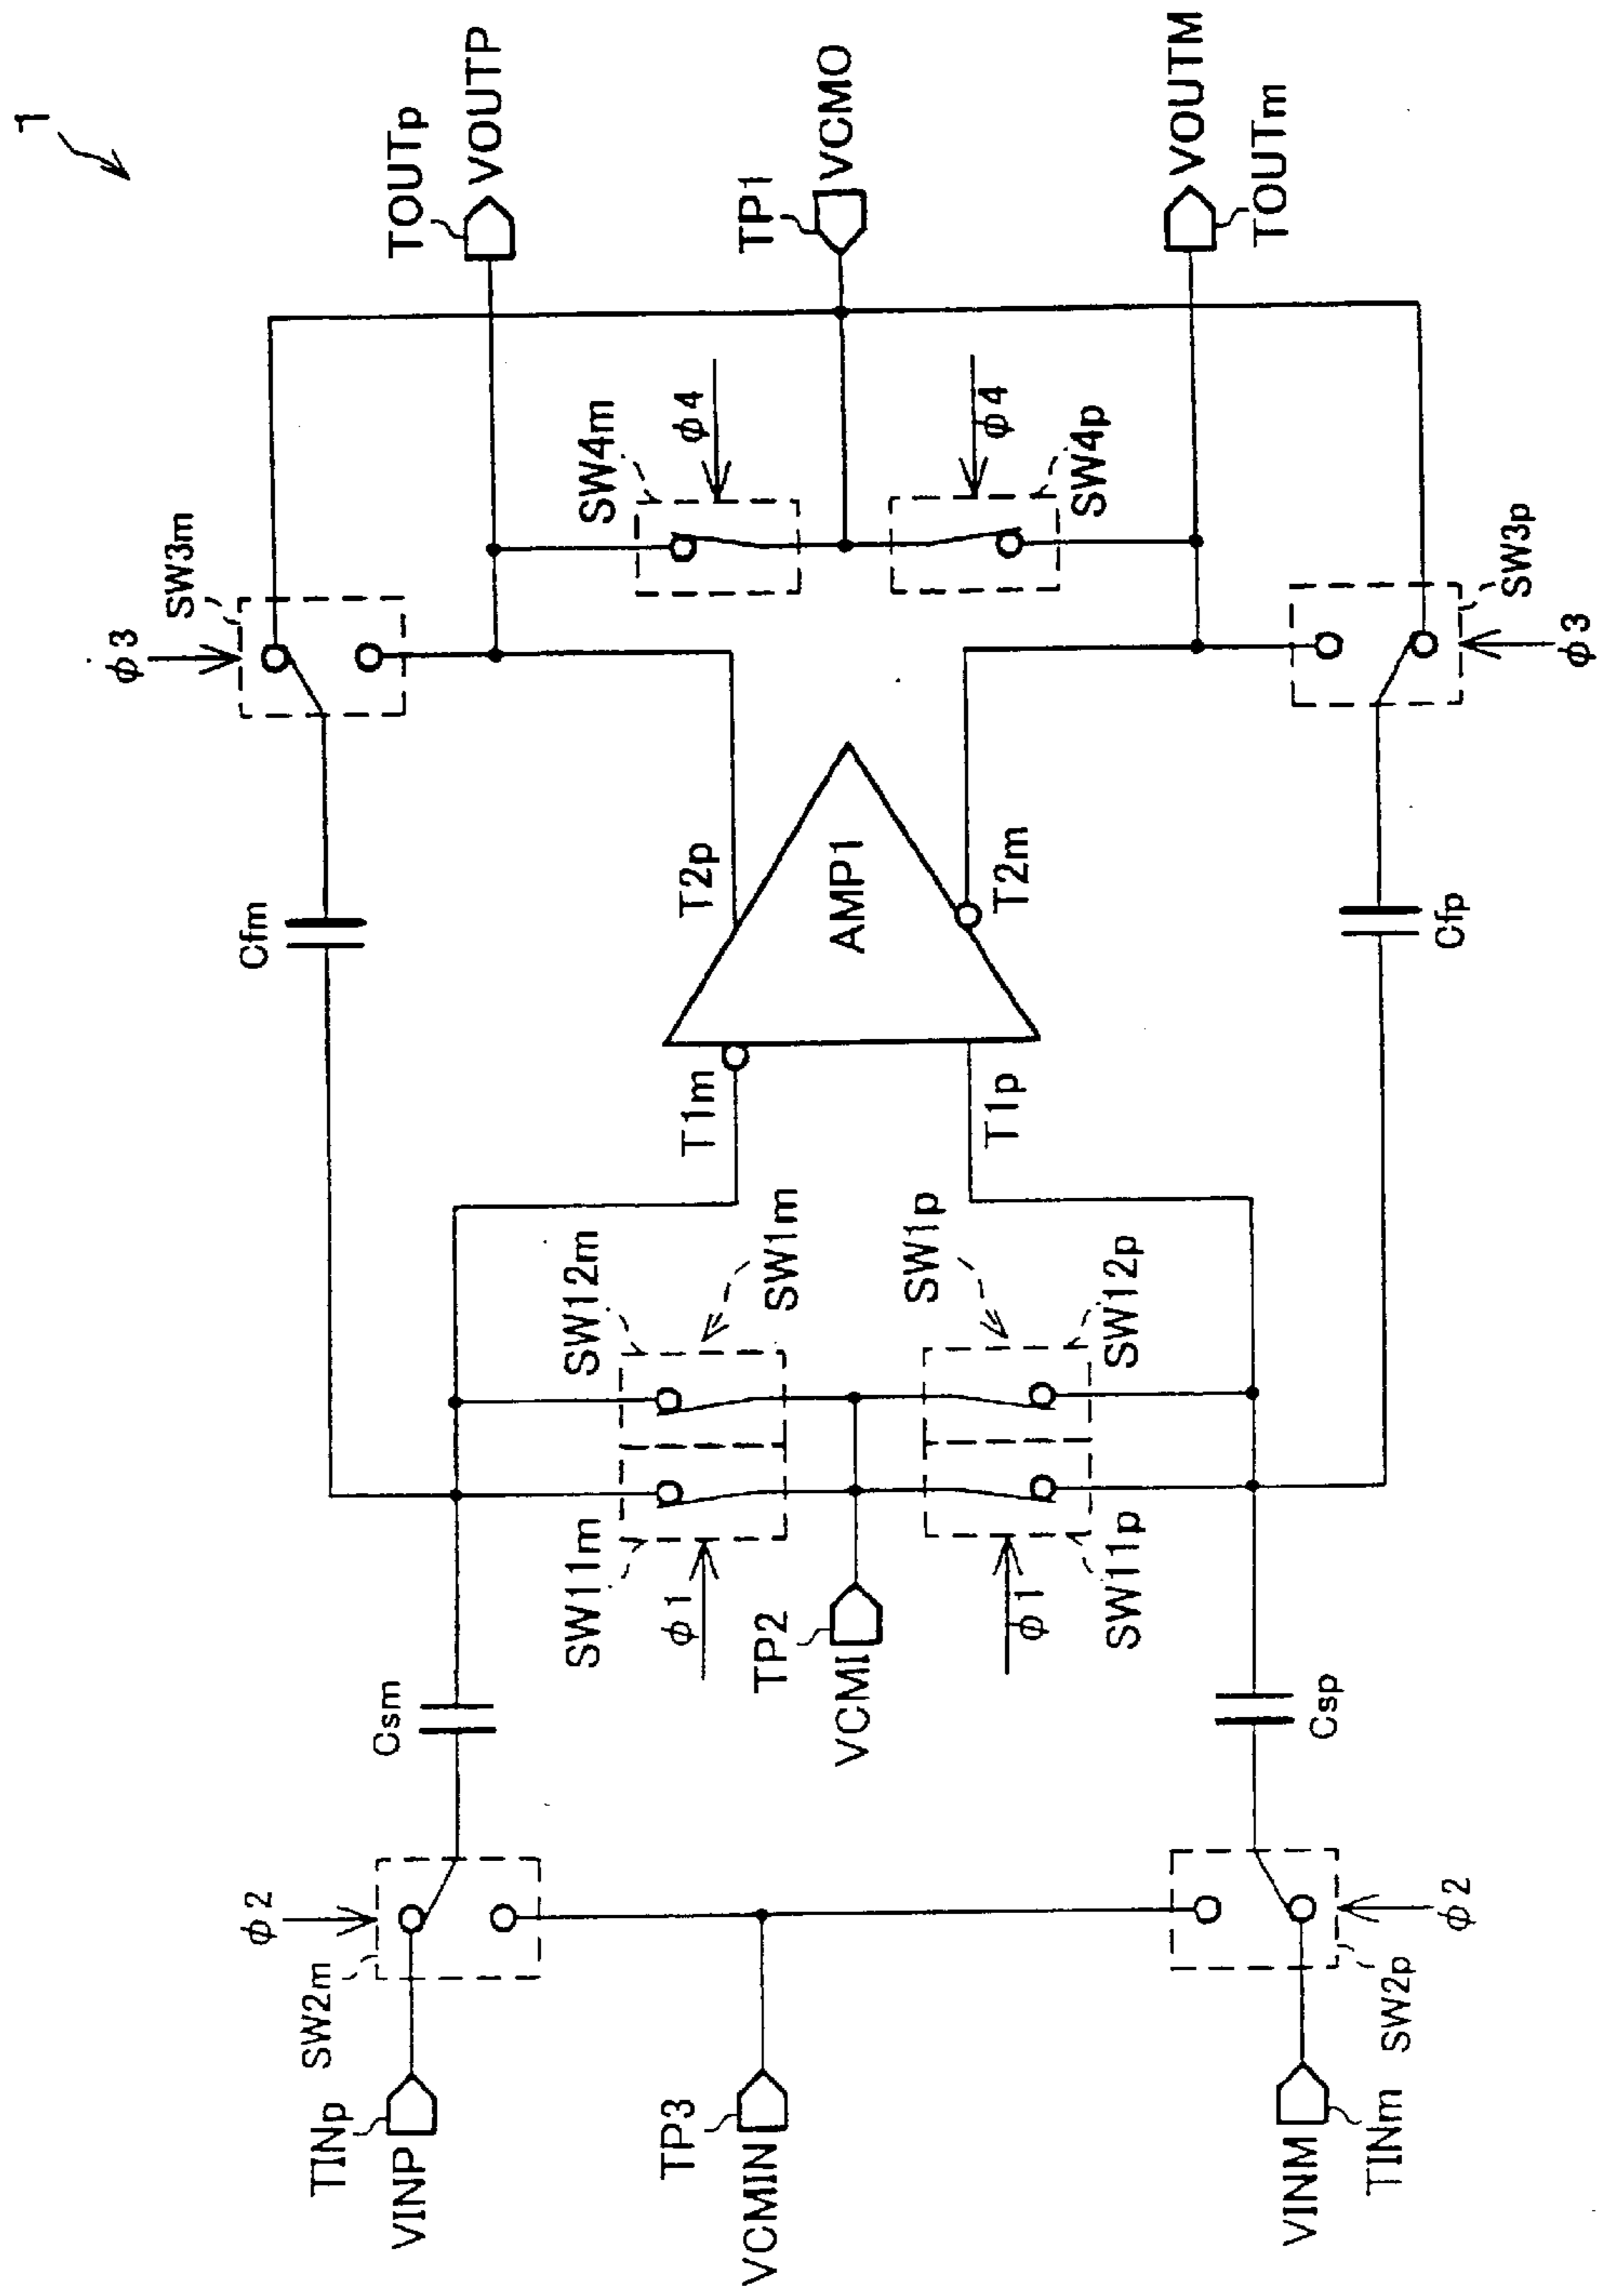 1
TOUTp
VOUTP
TP1
VCMO
VOUTM
TOUTm
SW3m
φ3
SW4m
φ4
φ4
SW4p
SW3p
φ3
Cfm
T2p
AMP1
T2m
Cfp
T1m
T1p
SW12m
SW1m
SW1p
SW12p
SW11m
φ1
TP2
VCMI
φ1
SW11p
Csm
Csp
φ2
SW2m
φ2
SW2p
TINp
VINP
TP3
VCMIN
VINM
TINm